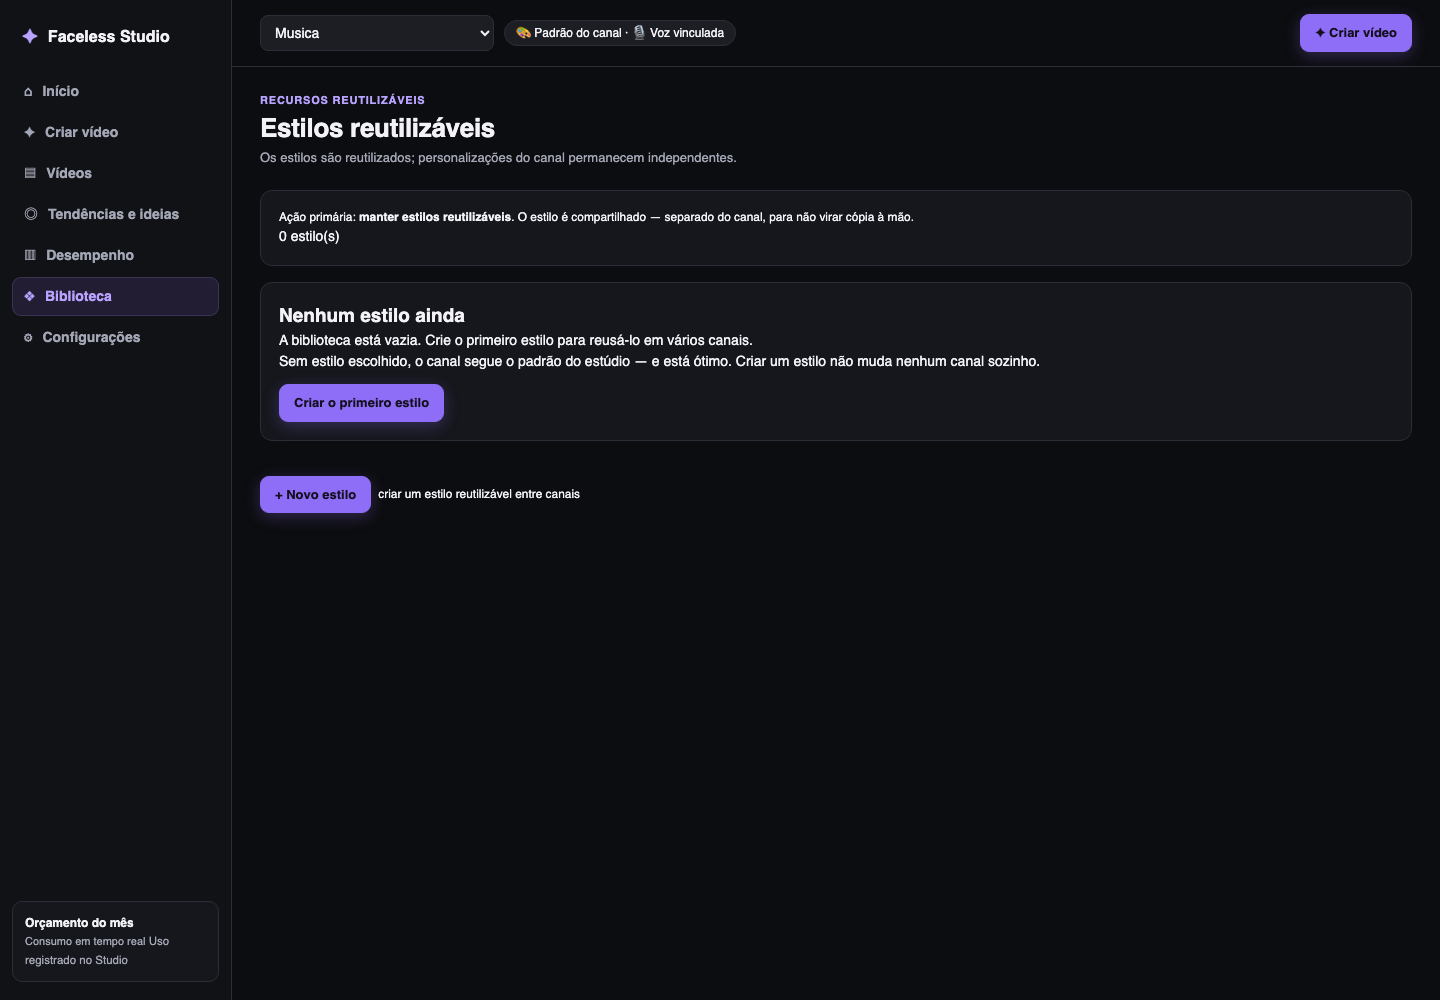 Faceless Studio
Início
Criar vídeo
Vídeos
Tendências e ideias
Desempenho
Biblioteca
Configurações
Orçamento do mês
Consumo em tempo real Uso
registrado no Studio
Musica
Padrão do canal · Voz vinculada
Criar vídeo
RECURSOS REUTILIZÁVEIS
Estilos reutilizáveis
Os estilos são reutilizados; personalizações do canal permanecem independentes.
Ação primária: manter estilos reutilizáveis. O estilo é compartilhado — separado do canal, para não virar cópia à mão.
0 estilo(s)
Nenhum estilo ainda
A biblioteca está vazia. Crie o primeiro estilo para reusá-lo em vários canais.
Sem estilo escolhido, o canal segue o padrão do estúdio — e está ótimo. Criar um estilo não muda nenhum canal sozinho.
Criar o primeiro estilo
+ Novo estilo criar um estilo reutilizável entre canais